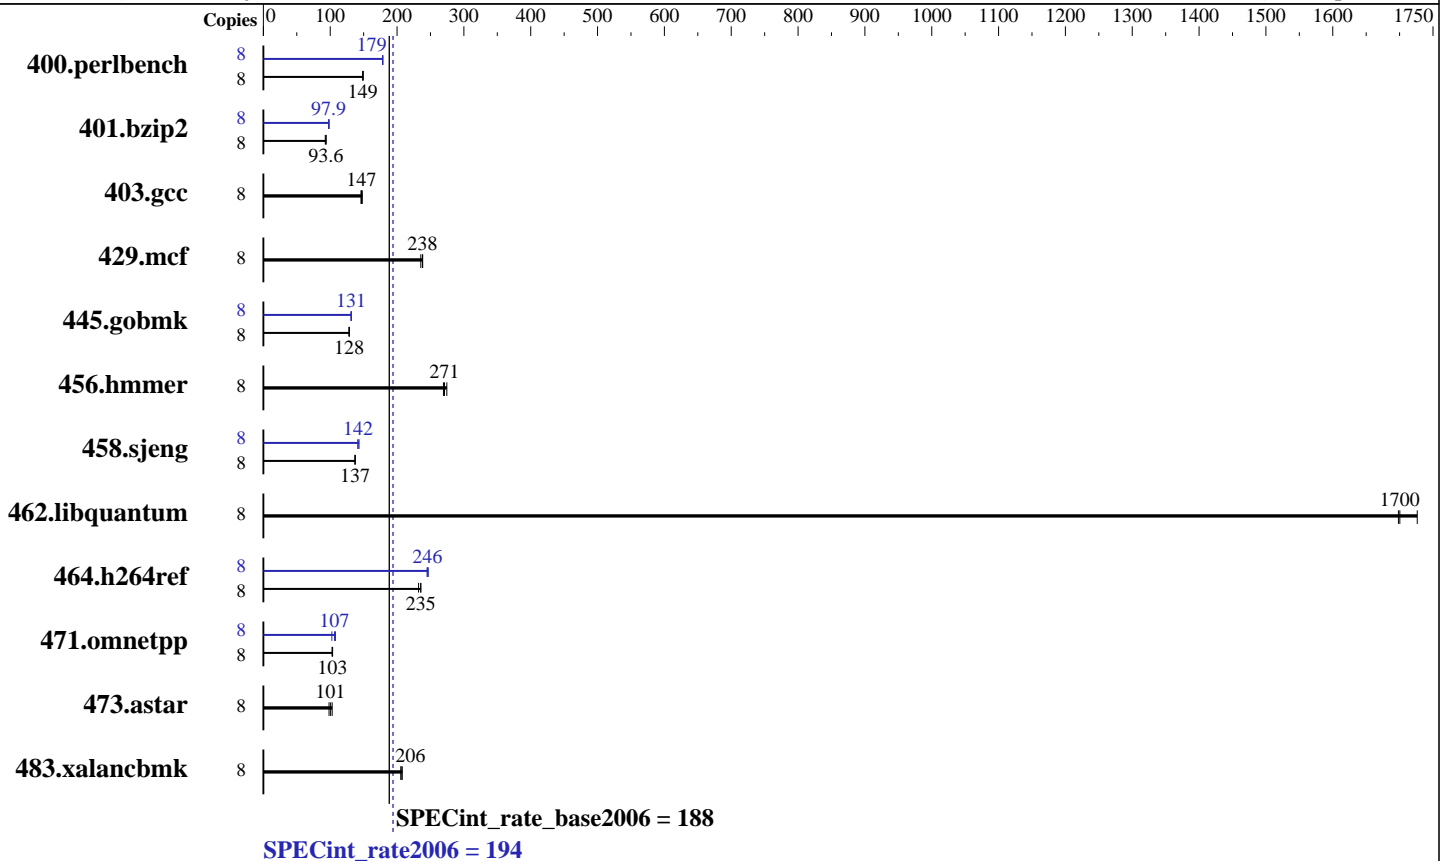 Copies 0 100 200 300 400 500 600 700 800 900 1000 1100 1200 1300 1400 1500 1600 1750
400.perlbench 8 179
8 149
401.bzip2 8 97.9
8 93.6
403.gcc 8 147
429.mcf 8 238
445.gobmk 8 131
8 128
456.hmmer 8 271
458.sjeng 8 142
8 137
462.libquantum 8 1700
464.h264ref 8 246
8 235
471.omnetpp 8 107
8 103
473.astar 8 101
483.xalancbmk 8 206
SPECint_rate_base2006 = 188
SPECint_rate2006 = 194